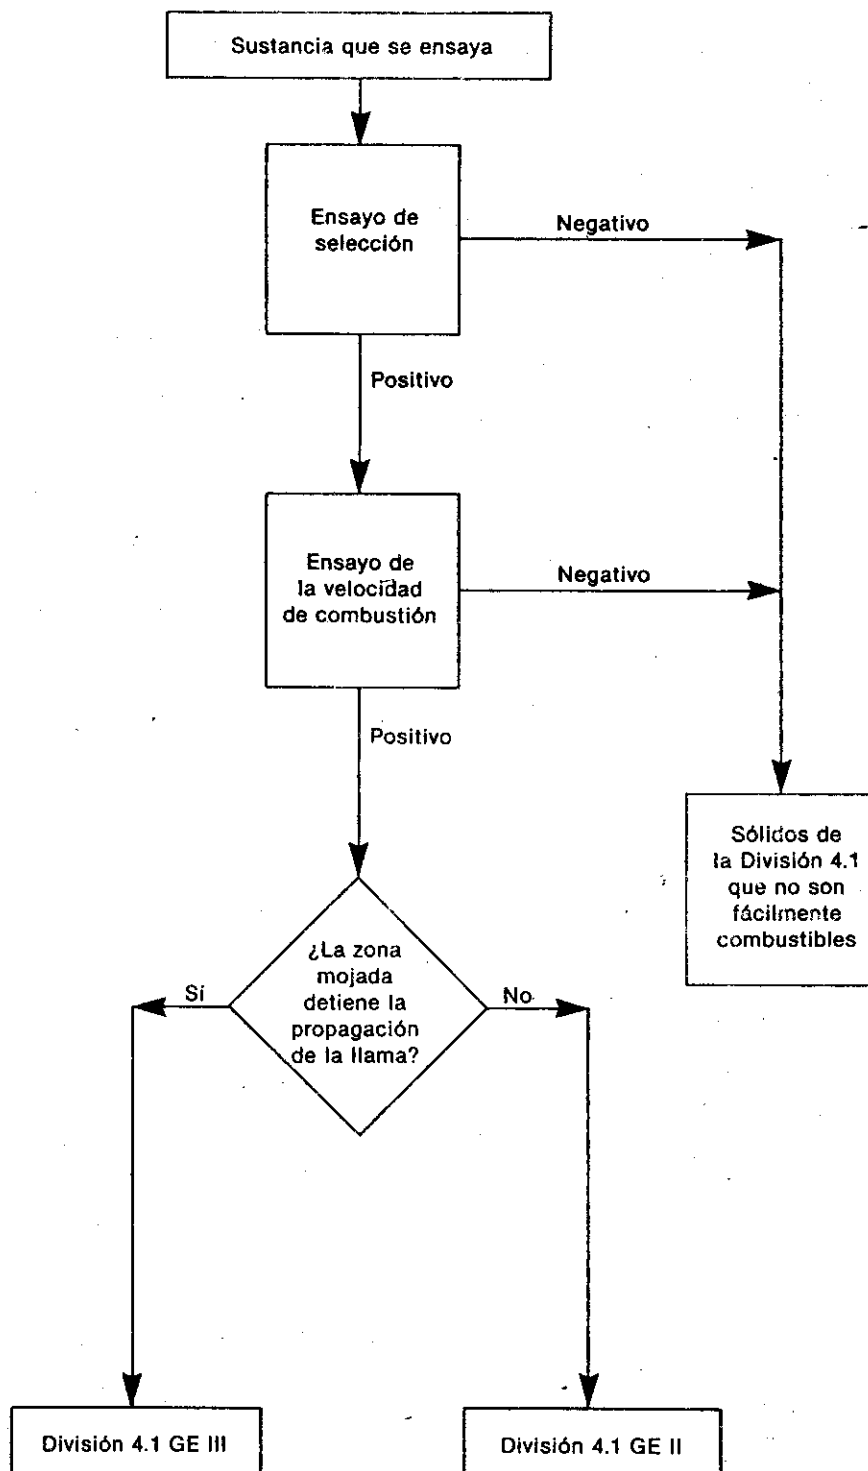 Sustancia que se ensaya
Ensayo de
selección
Negativo
Positivo
Ensayo de
la velocidad
de combustión
Negativo
Positivo
Sólidos de
la División 4.1
que no son
fácilmente
combustibles
¿La zona
mojada
detiene la
propagación
de la llama?
Sí
No
División 4.1 GE III
División 4.1 GE II